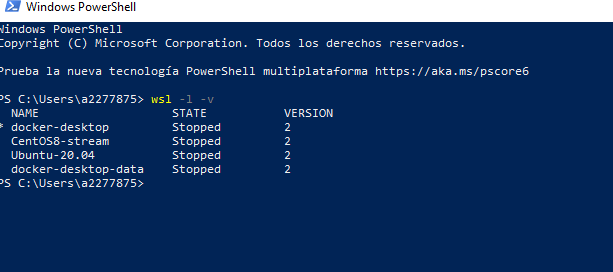 Windows PowerShell
Windows PowerShell
Copyright (C) Microsoft Corporation. Todos los derechos reservados.
Prueba la nueva tecnología PowerShell multiplataforma https://aka.ms/pscore6
PS C:\Users\a2277875> wsl -l -v
  NAME                   STATE           VERSION
* docker-desktop         Stopped         2
  CentOS8-stream         Stopped         2
  Ubuntu-20.04           Stopped         2
  docker-desktop-data    Stopped         2
PS C:\Users\a2277875>